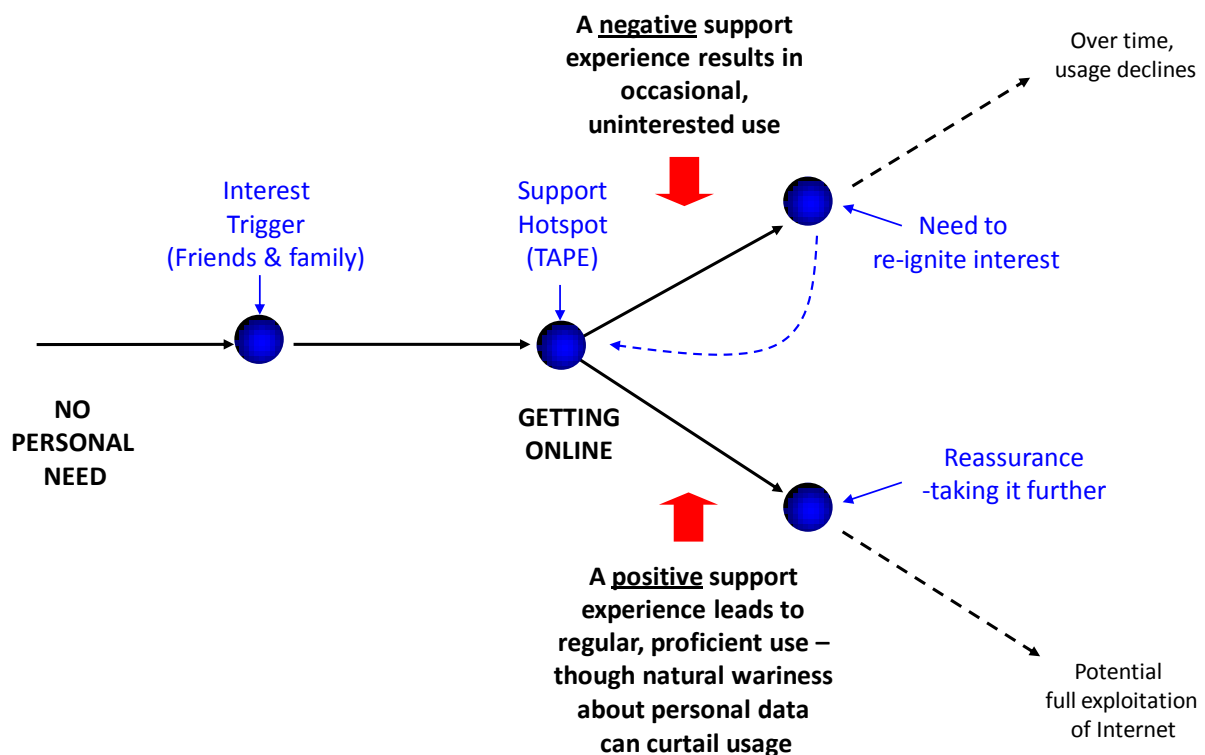 A negative support
experience results in
occasional,
uninterested use
Over time,
usage declines
Interest
Trigger
(Friends & family)
Support
Hotspot
(TAPE)
Need to
re-ignite interest
NO
PERSONAL
NEED
GETTING
ONLINE
Reassurance
-taking it further
A positive support
experience leads to
regular, proficient use –
though natural wariness
about personal data
can curtail usage
Potential
full exploitation
of Internet